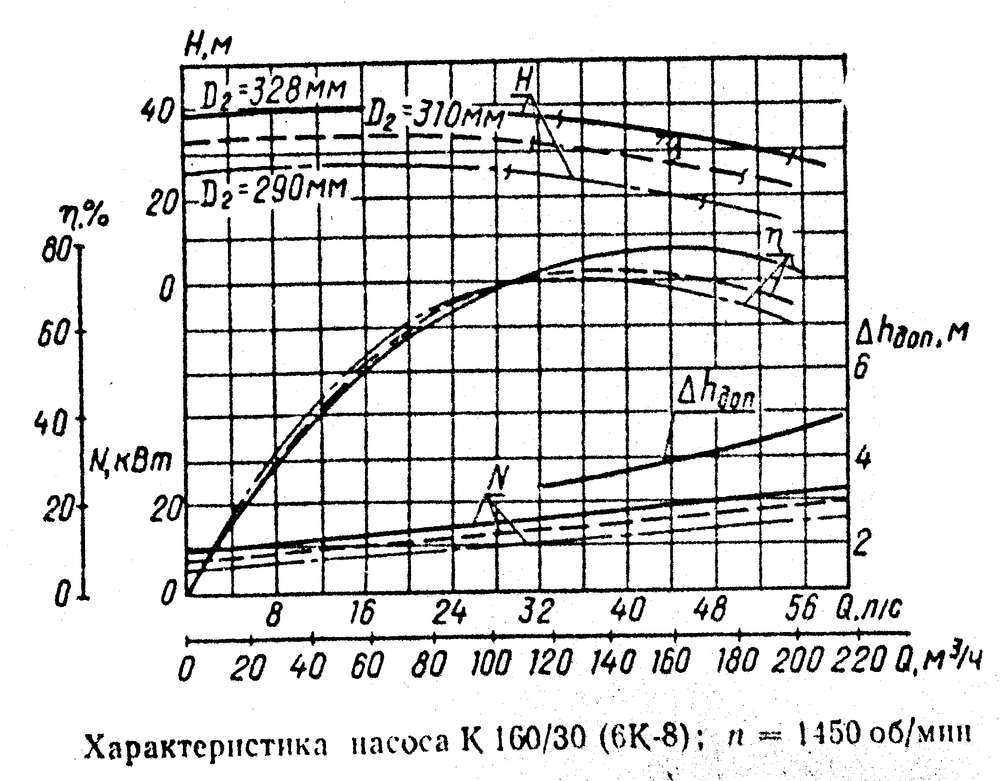 H,м
D₂=328мм
H
40
D₂=310мм
η
D₂=290мм
20
η.%
80
η
0
60
Δhдоп, м
6
Δhдоп
40
N, кВт
4
N
20
20
2
0
0
8 16 24 32 40 48 56 Q.л/с
0 20 40 60 80 100 120 140 160 180 200 220 Q, м³/ч
Характеристика насоса К 160/30 (6К-8); n = 1450 об/мин